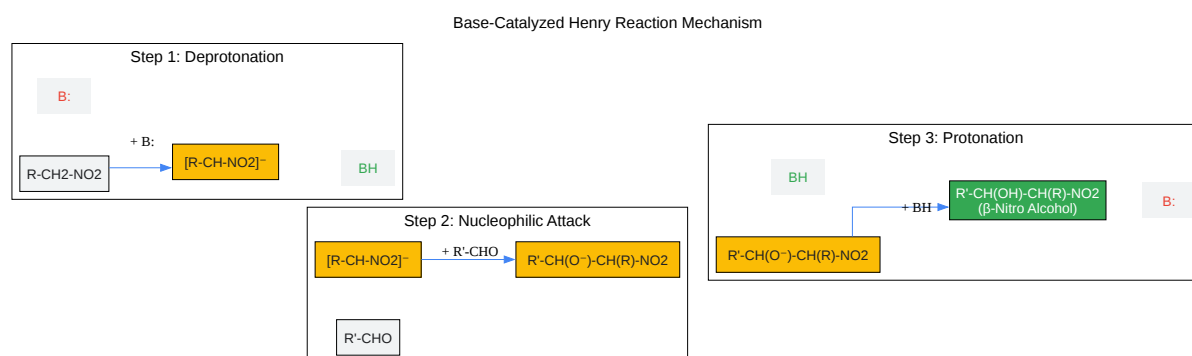 Base-Catalyzed Henry Reaction Mechanism
Step 1: Deprotonation
B:
+ B:
R-CH2-NO2
[R-CH-NO2]⁻
BH
Step 2: Nucleophilic Attack
[R-CH-NO2]⁻
+ R'-CHO
R'-CH(O⁻)-CH(R)-NO2
R'-CHO
Step 3: Protonation
BH
R'-CH(O⁻)-CH(R)-NO2
+ BH
R'-CH(OH)-CH(R)-NO2
(β-Nitro Alcohol)
B: